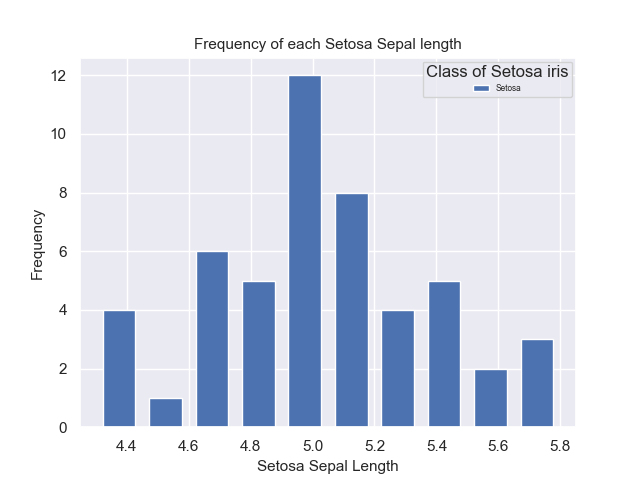 Frequency of each Setosa Sepal length
Class of Setosa iris
Setosa
12
10
8
6
4
2
0
Frequency
4.4 4.6 4.8 5.0 5.2 5.4 5.6 5.8
Setosa Sepal Length